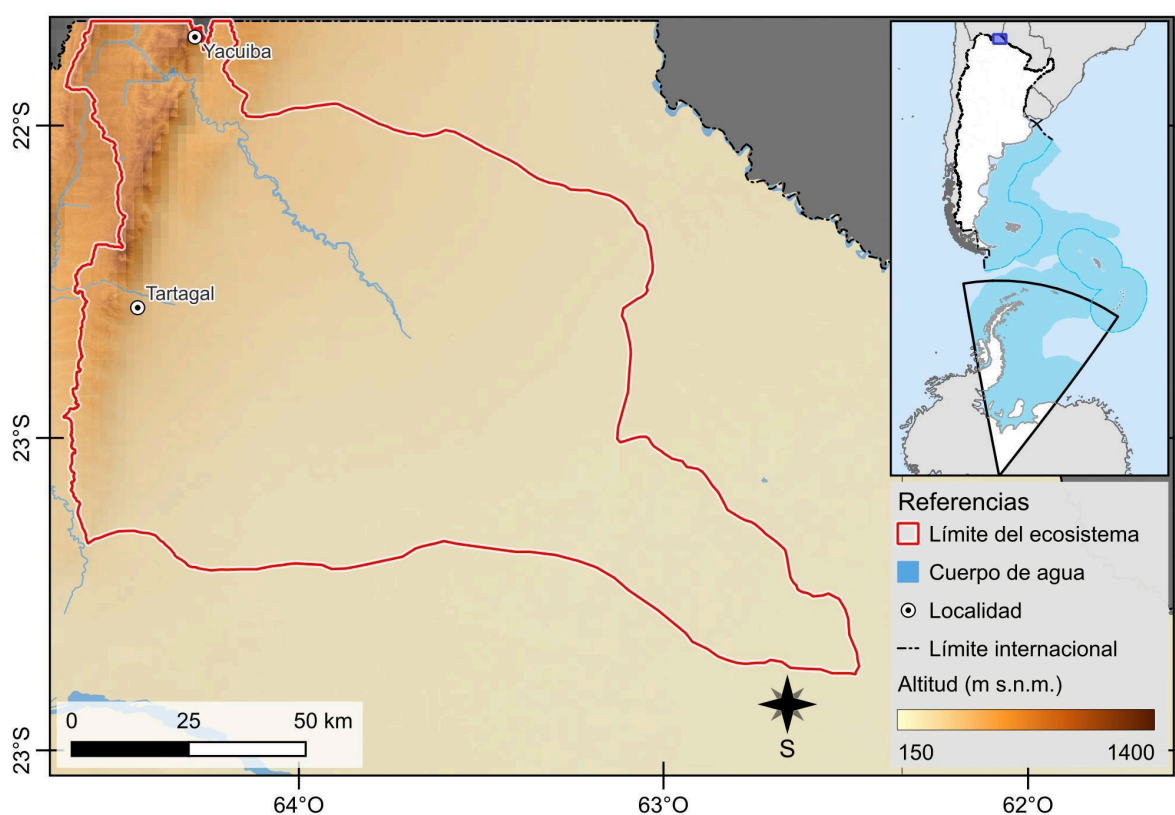 Yacuiba
22°S
Tartagal
23°S
Referencias
Límite del ecosistema
Cuerpo de agua
Localidad
Límite internacional
Altitud (m s.n.m.)
150 1400
0 25 50 km
S
23°S
64°O 63°O 62°O